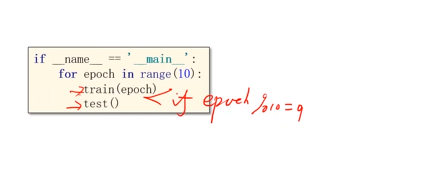 if __name__ == '__main__':
for epoch in range(10):
train(epoch)
test()
if epoch %10 = 9